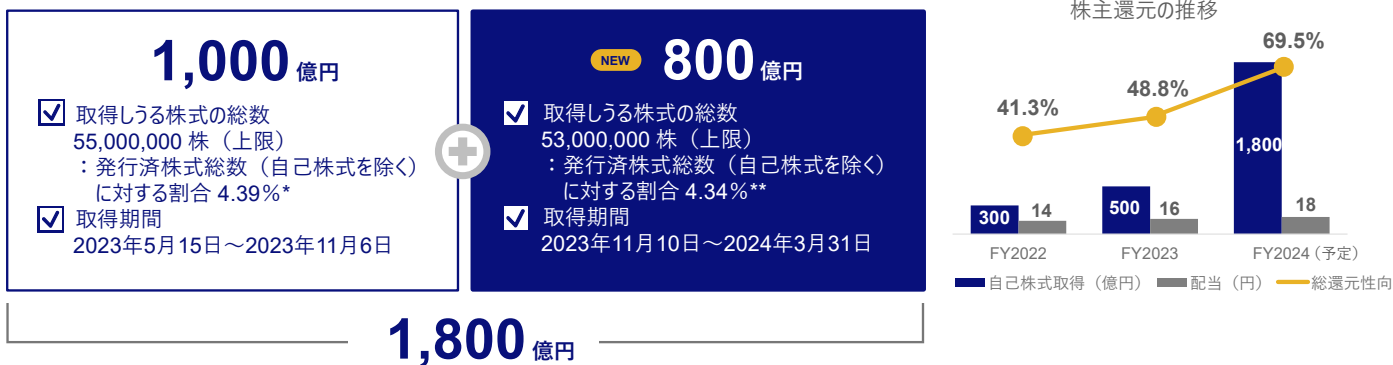 1,000 億円
取得しうる株式の総数
55,000,000 株（上限）
：発行済株式総数（自己株式を除く）
に対する割合 4.39%*
取得期間
2023年5月15日～2023年11月6日
NEW 800 億円
取得しうる株式の総数
53,000,000 株（上限）
：発行済株式総数（自己株式を除く）
に対する割合 4.34%**
取得期間
2023年11月10日～2024年3月31日
1,800 億円
株主還元の推移
69.5%
48.8%
41.3%
1,800
300 14
500 16
18
FY2022 FY2023 FY2024（予定）
自己株式取得（億円） 配当（円） 総還元性向